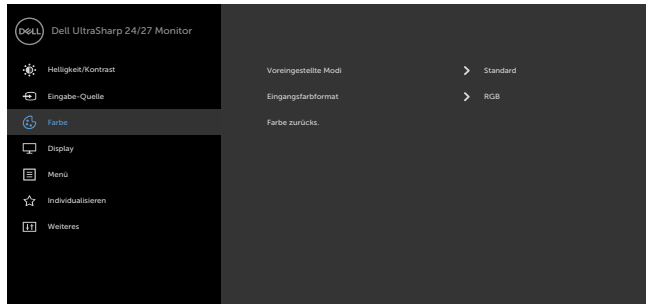 DELL Dell UltraSharp 24/27 Monitor
Helligkeit/Kontrast Voreingestellte Modi Standard
Eingabe-Quelle Eingangsfarbformat RGB
Farbe Farbe zurücks.
Display
Menü
Individualisieren
Weiteres